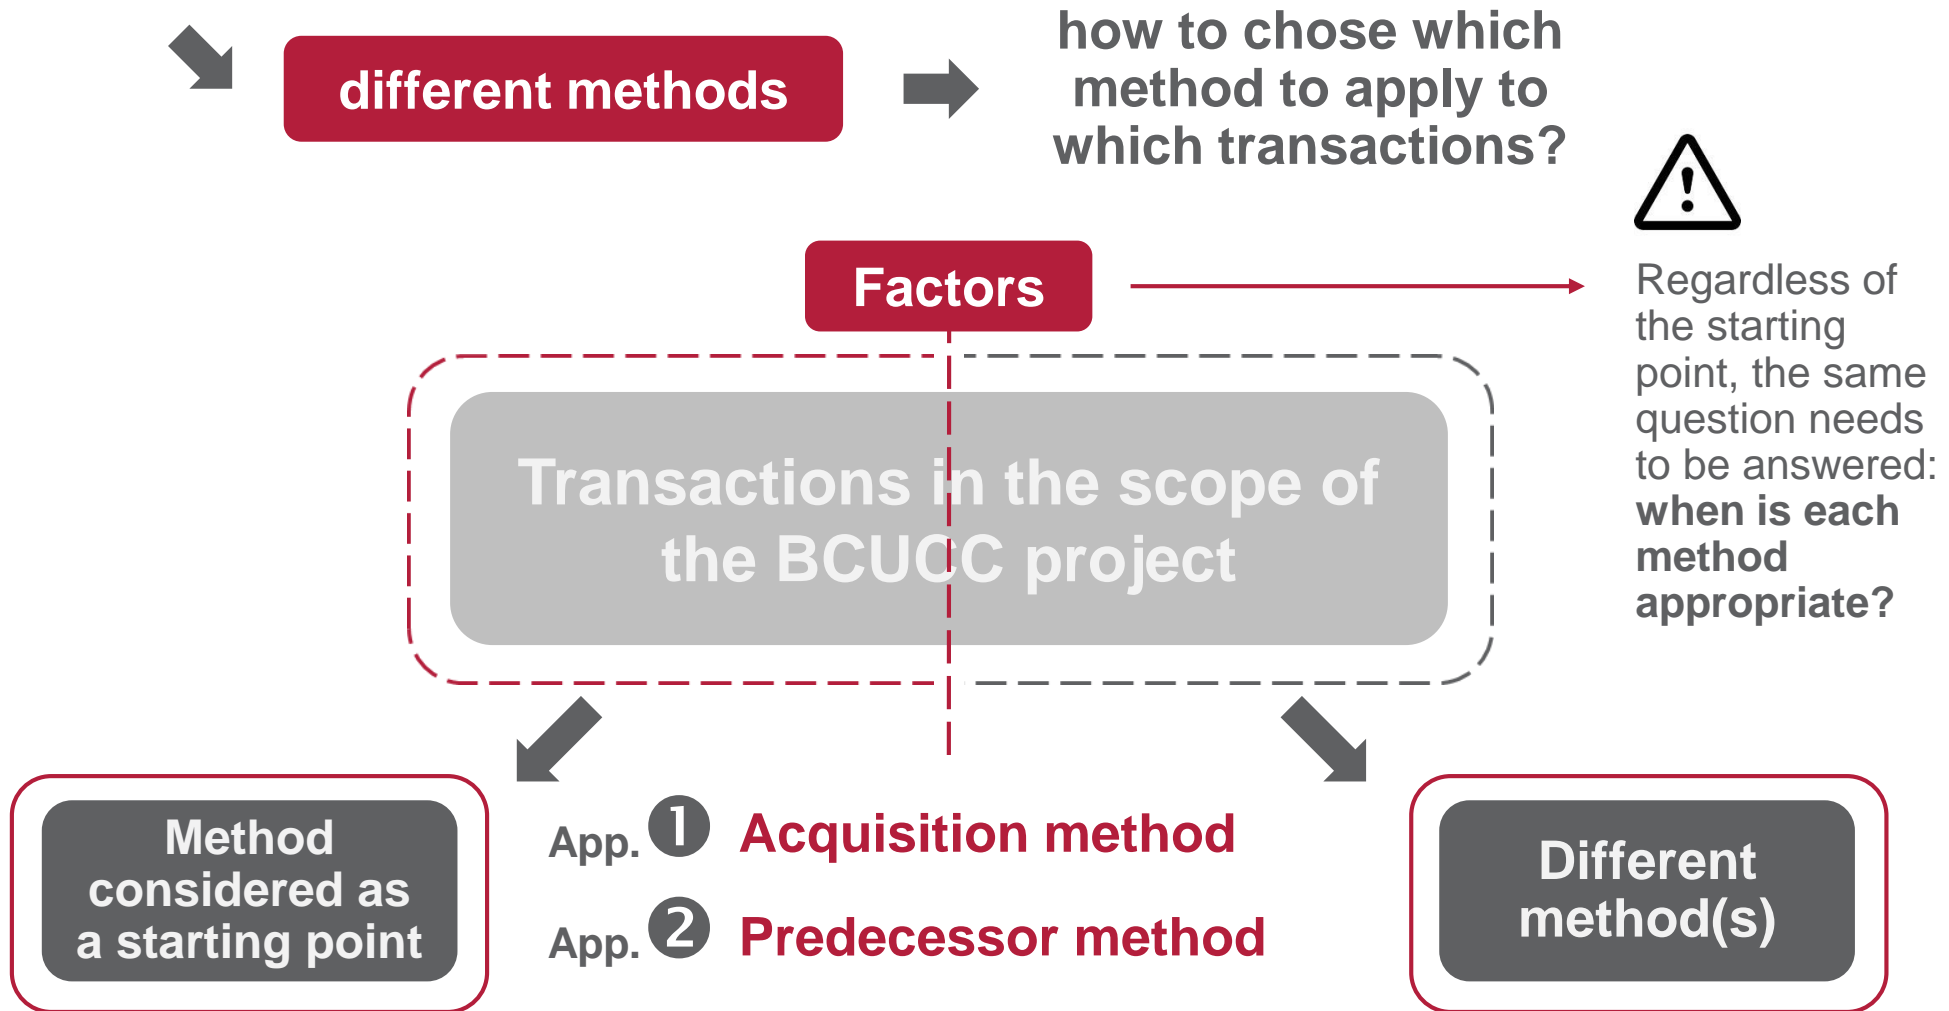 different methods
how to chose which
method to apply to
which transactions?
Factors
Regardless of
the starting
point, the same
question needs
to be answered:
when is each
method
appropriate?
Transactions in the scope of
the BCUCC project
Method
considered as
a starting point
App. 1 Acquisition method
App. 2 Predecessor method
Different
method(s)